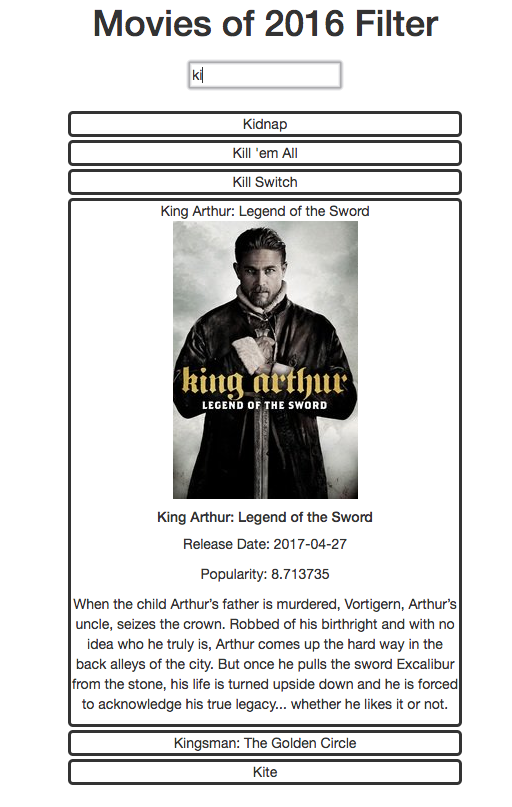 Movies of 2016 Filter
ki
Kidnap
Kill 'em All
Kill Switch
King Arthur: Legend of the Sword
king arthur
LEGEND OF THE SWORD
King Arthur: Legend of the Sword
Release Date: 2017-04-27
Popularity: 8.713735
When the child Arthur’s father is murdered, Vortigern, Arthur’s
uncle, seizes the crown. Robbed of his birthright and with no
idea who he truly is, Arthur comes up the hard way in the
back alleys of the city. But once he pulls the sword Excalibur
from the stone, his life is turned upside down and he is forced
to acknowledge his true legacy... whether he likes it or not.
Kingsman: The Golden Circle
Kite